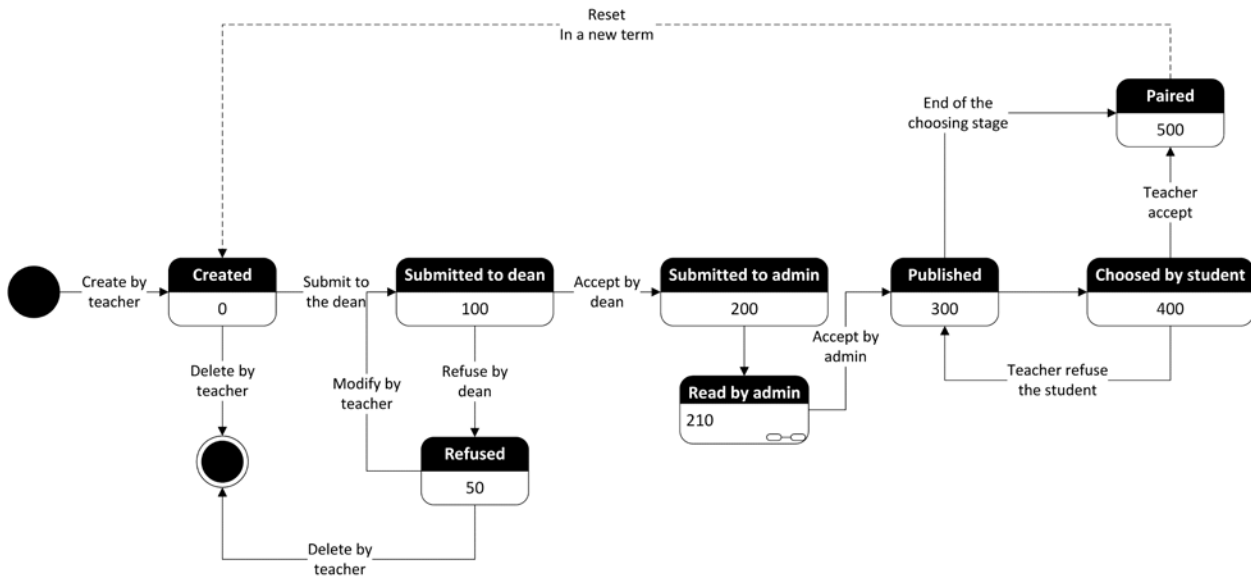 Reset
In a new term
Paired
500
End of the
choosing stage
Teacher
accept
Create by
teacher
Created
0
Submit to
the dean
Submitted to dean
100
Accept by
dean
Submitted to admin
200
Published
300
Choosed by student
400
Accept by
admin
Teacher refuse
the student
Delete by
teacher
Modify by
teacher
Refuse by
dean
Read by admin
210
Refused
50
Delete by
teacher